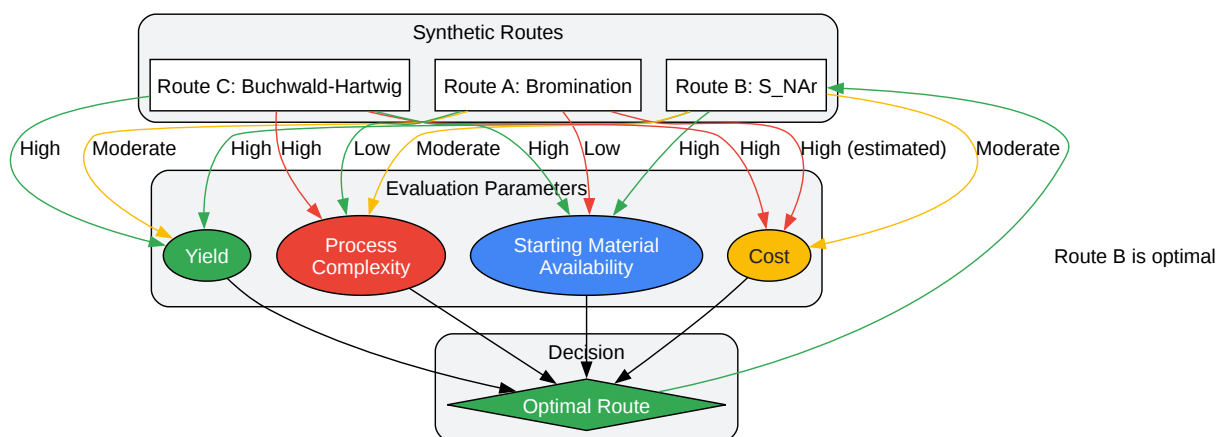 Synthetic Routes
Route C: Buchwald-Hartwig
Route A: Bromination
Route B: S_NAr
High
Moderate
High
High
Low
Moderate
High
Low
High
High
High (estimated)
Moderate
Evaluation Parameters
Yield
Process
Complexity
Starting Material
Availability
Cost
Route B is optimal
Decision
Optimal Route